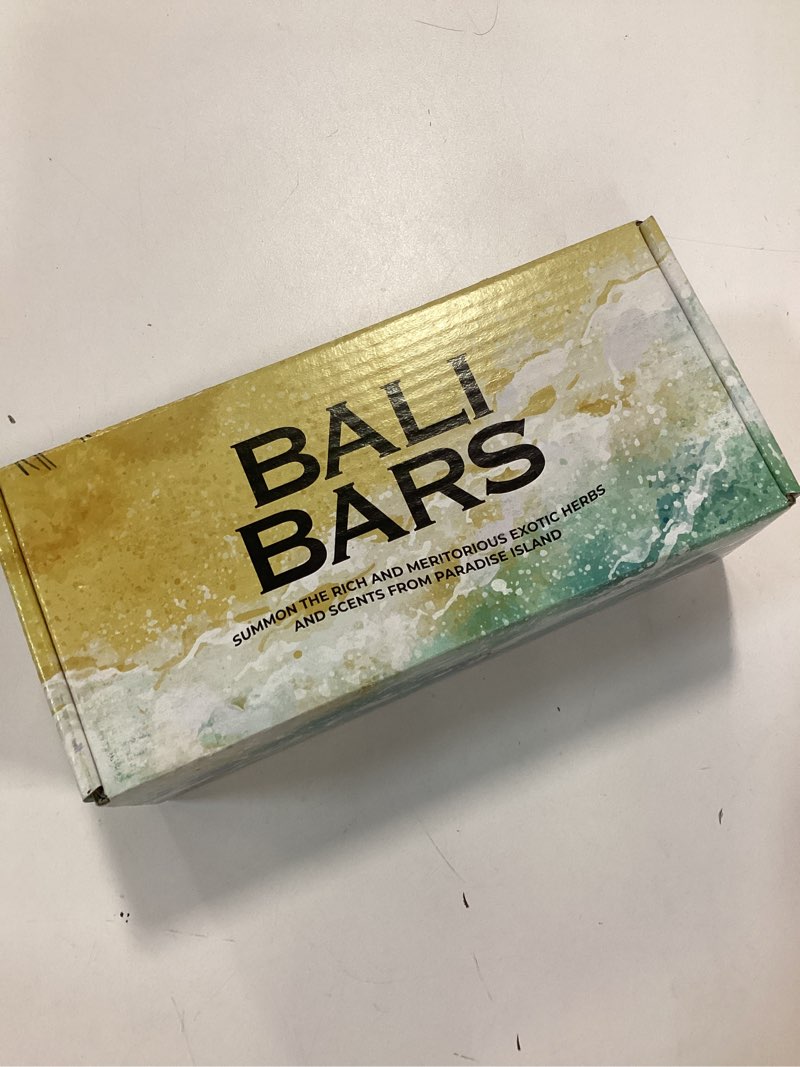 BALI
BARS
SUMMON THE RICH AND MERITORIOUS EXOTIC HERBS
AND SCENTS FROM PARADISE ISLAND